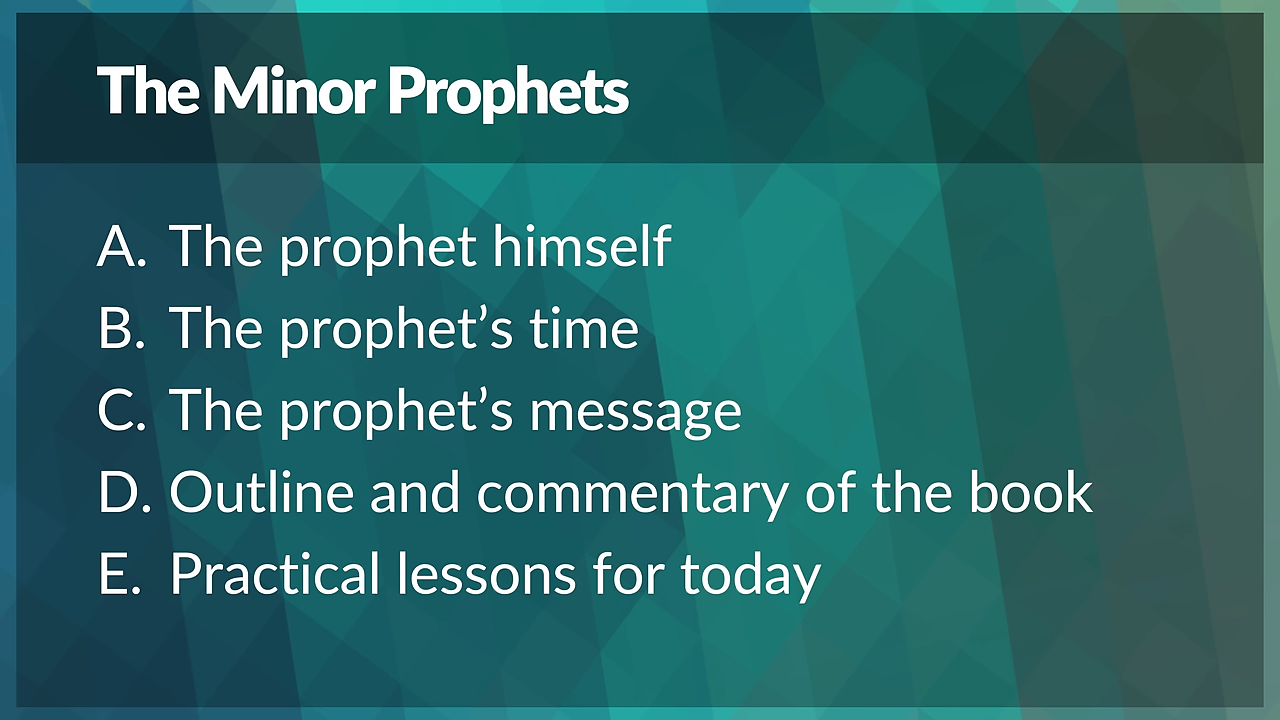 The Minor Prophets
A. The prophet himself
B. The prophet’s time
C. The prophet’s message
D. Outline and commentary of the book
E. Practical lessons for today